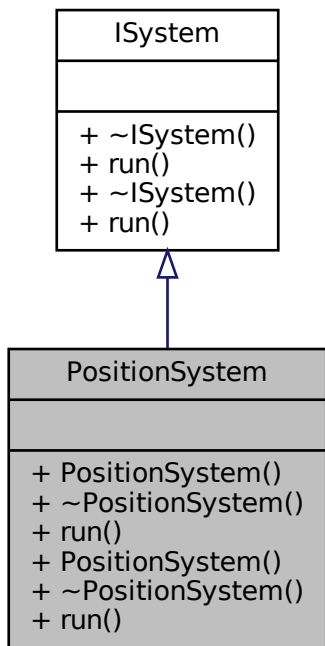 ISystem
+ ~ISystem()
+ run()
+ ~ISystem()
+ run()
PositionSystem
+ PositionSystem()
+ ~PositionSystem()
+ run()
+ PositionSystem()
+ ~PositionSystem()
+ run()